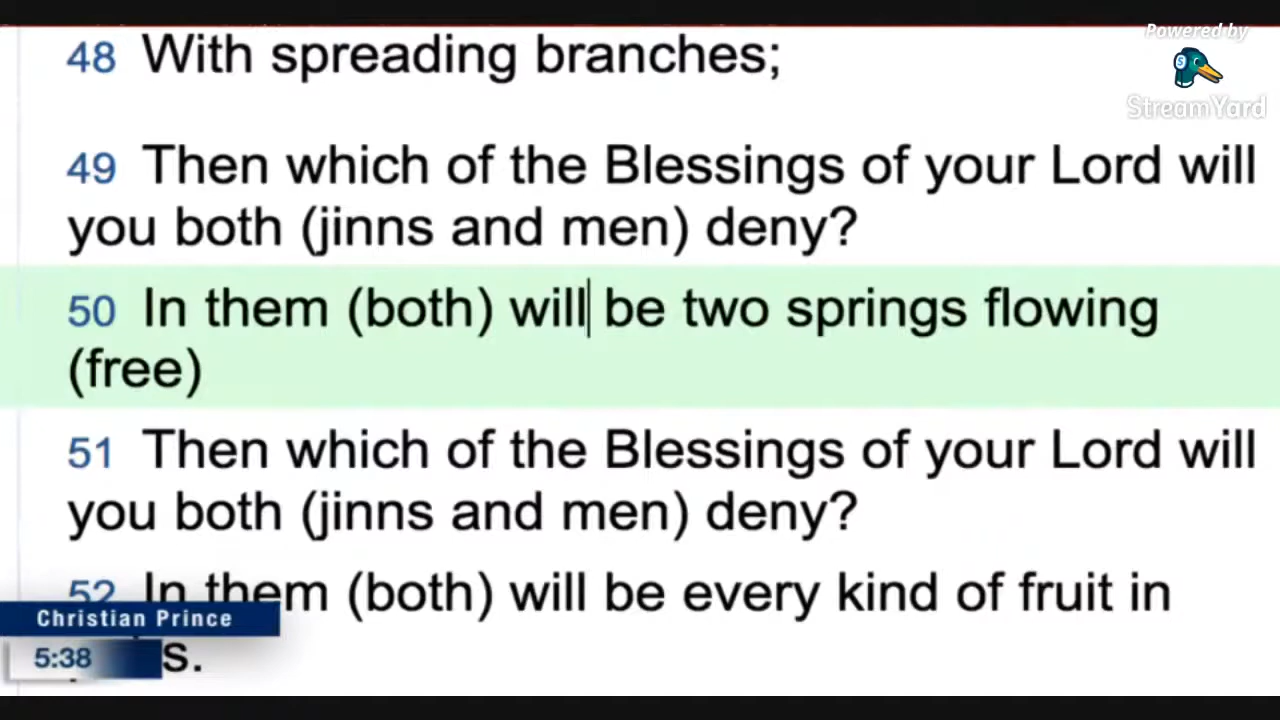 Powered by
StreamYard
48 With spreading branches;
49 Then which of the Blessings of your Lord will
you both (jinns and men) deny?
50 In them (both) will be two springs flowing
(free)
51 Then which of the Blessings of your Lord will
you both (jinns and men) deny?
52 In them (both) will be every kind of fruit in
s.
Christian Prince
5:38